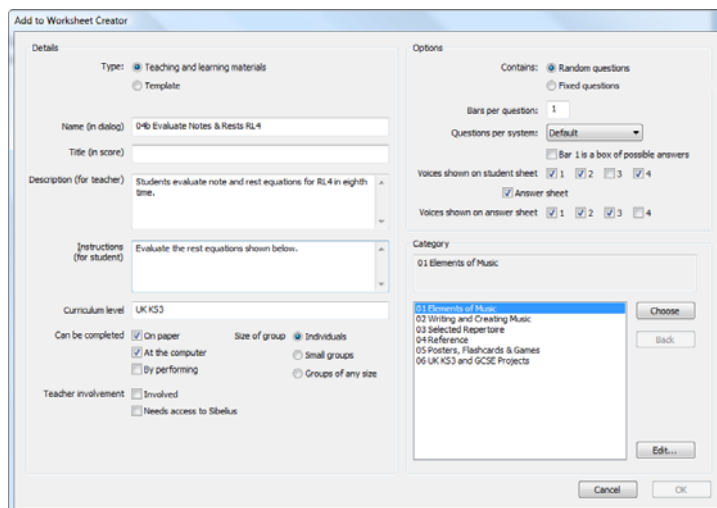 Add to Worksheet Creator
Details
Type:
Teaching and learning materials
Template
Name (in dialog)
04b Evaluate Notes & Rests RL4
Title (in score)
Description (for teacher)
Students evaluate note and rest equations for RL4 in eighth
time.
Instructions
(for student)
Evaluate the rest equations shown below.
Curriculum level
UK KS3
Can be completed
On paper
At the computer
By performing
Size of group
Individuals
Small groups
Groups of any size
Teacher involvement
Involved
Needs access to Sibelius
Options
Contains:
Random questions
Fixed questions
Bars per question:
1
Questions per system:
Default
Bar 1 is a box of possible answers
Voices shown on student sheet
1 2 3 4
Answer sheet
Voices shown on answer sheet
1 2 3 4
Category
01 Elements of Music
01 Elements of Music
02 Writing and Creating Music
03 Selected Repertoire
04 Reference
05 Posters, Flashcards & Games
06 UK KS3 and GCSE Projects
Choose
Back
Edit...
Cancel
OK